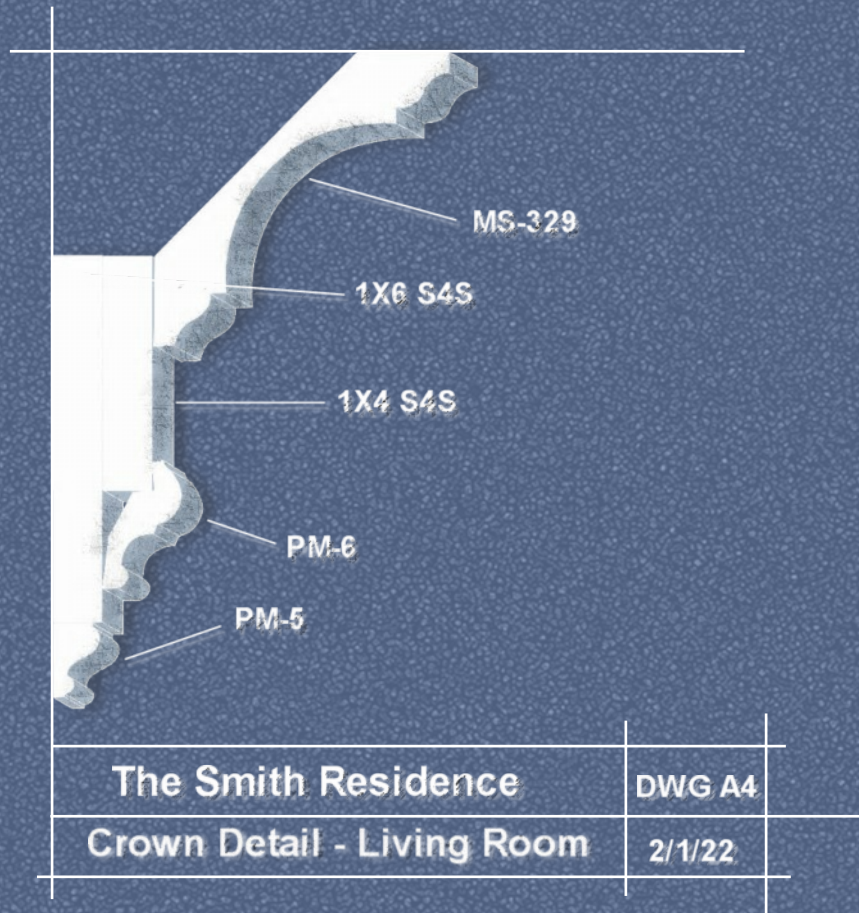 MS-329
1X6 S4S
1X4 S4S
PM-6
PM-5
The Smith Residence
DWG A4
Crown Detail - Living Room
2/1/22